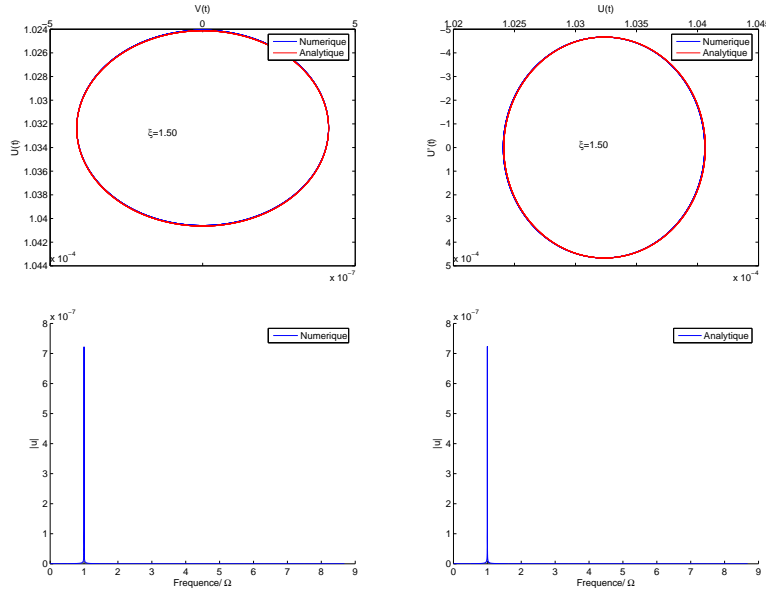 V(t)
−5 0 5
1.024
1.026
1.028
1.03
1.032
1.034
1.036
1.038
1.04
1.042
1.044
U(t)
Numerique
Analytique
ξ=1.50
x 10⁻⁴
x 10⁻⁷
U(t)
1.02 1.025 1.03 1.035 1.04 1.045
−5
−4
−3
−2
−1
0
1
2
3
4
5
U'(t)
Numerique
Analytique
ξ=1.50
x 10⁻⁴
x 10⁻⁴
x 10⁻⁷
8
7
6
5
4
3
2
1
0
|u|
Numerique
0 1 2 3 4 5 6 7 8 9
Frequence/ Ω
x 10⁻⁷
8
7
6
5
4
3
2
1
0
|u|
Analytique
0 1 2 3 4 5 6 7 8 9
Frequence/ Ω